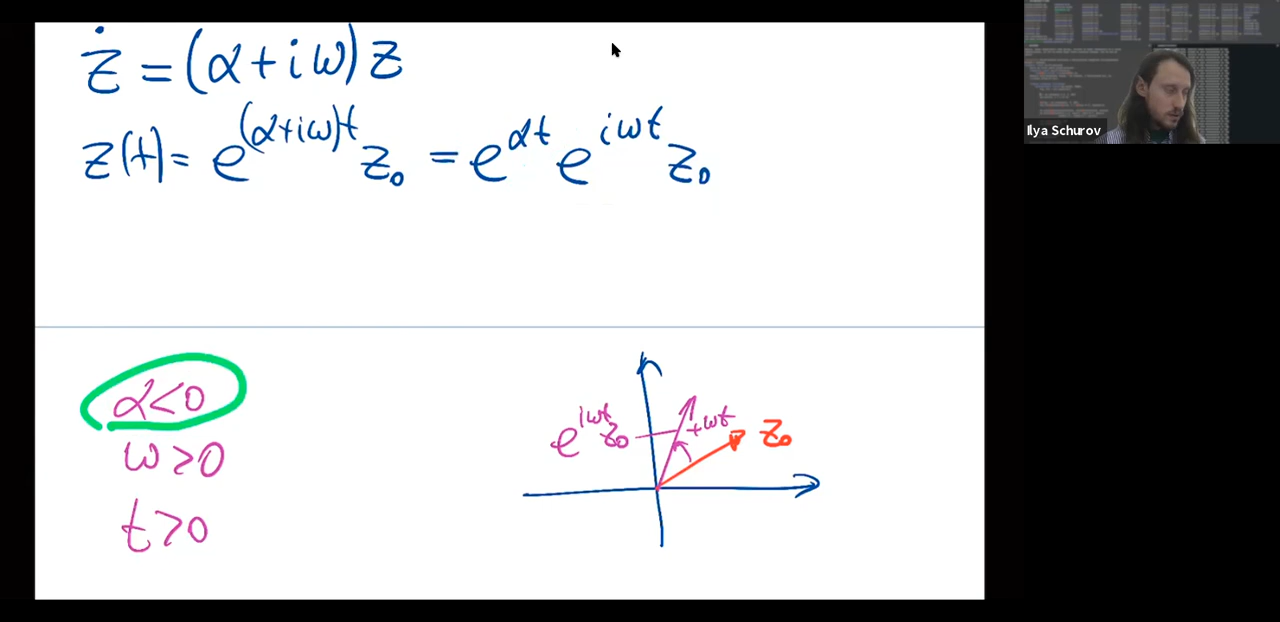 ż = (α + iω) z
z(t) = e^{(α+iω)t} z₀ = e^{αt} e^{iωt} z₀
Ilya Schurov
α < 0
ω > 0
t > 0
e^{iωt} z₀
+ωt
z₀